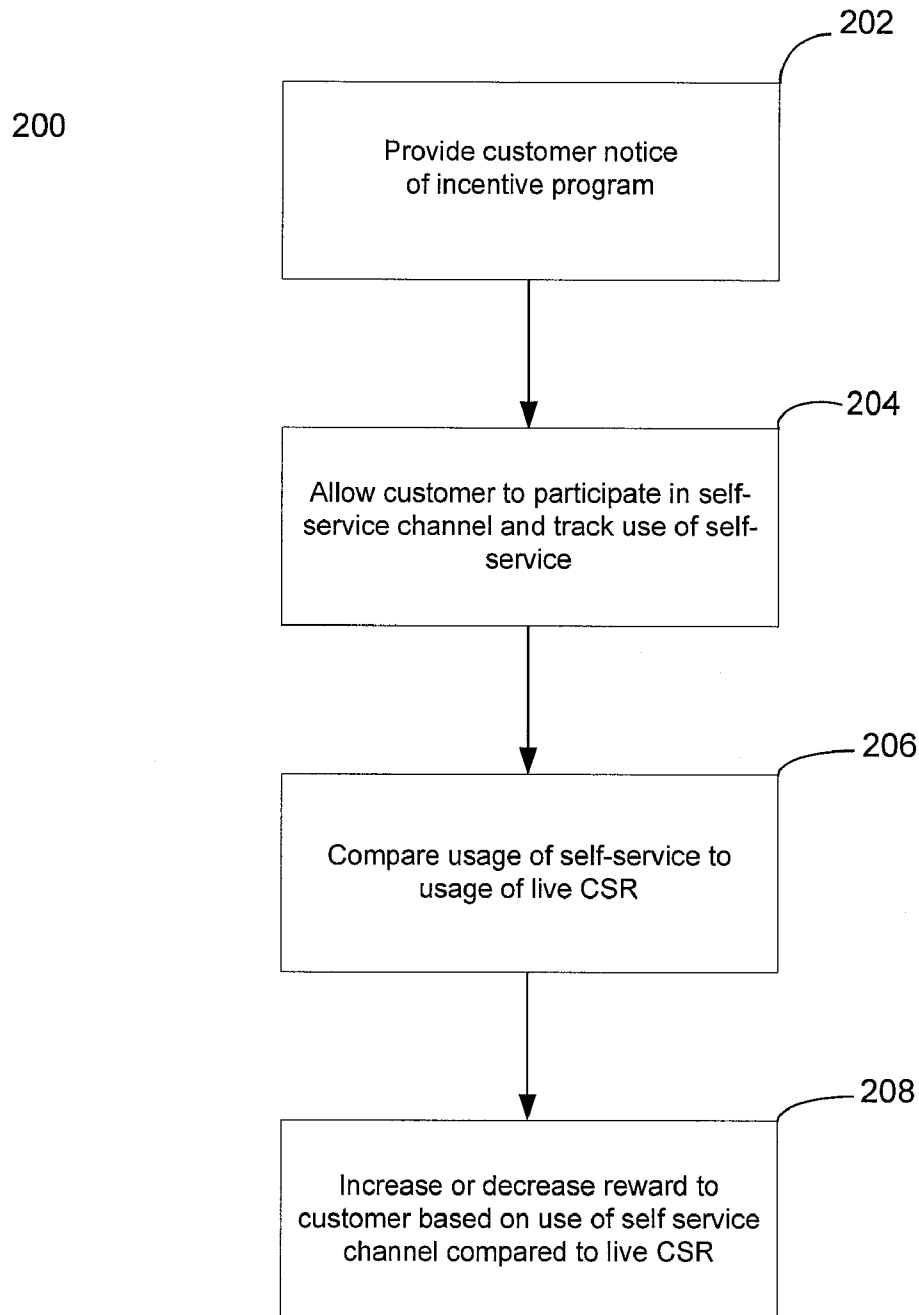 202
200
Provide customer notice
of incentive program
204
Allow customer to participate in self-
service channel and track use of self-
service
206
Compare usage of self-service to
usage of live CSR
208
Increase or decrease reward to
customer based on use of self service
channel compared to live CSR